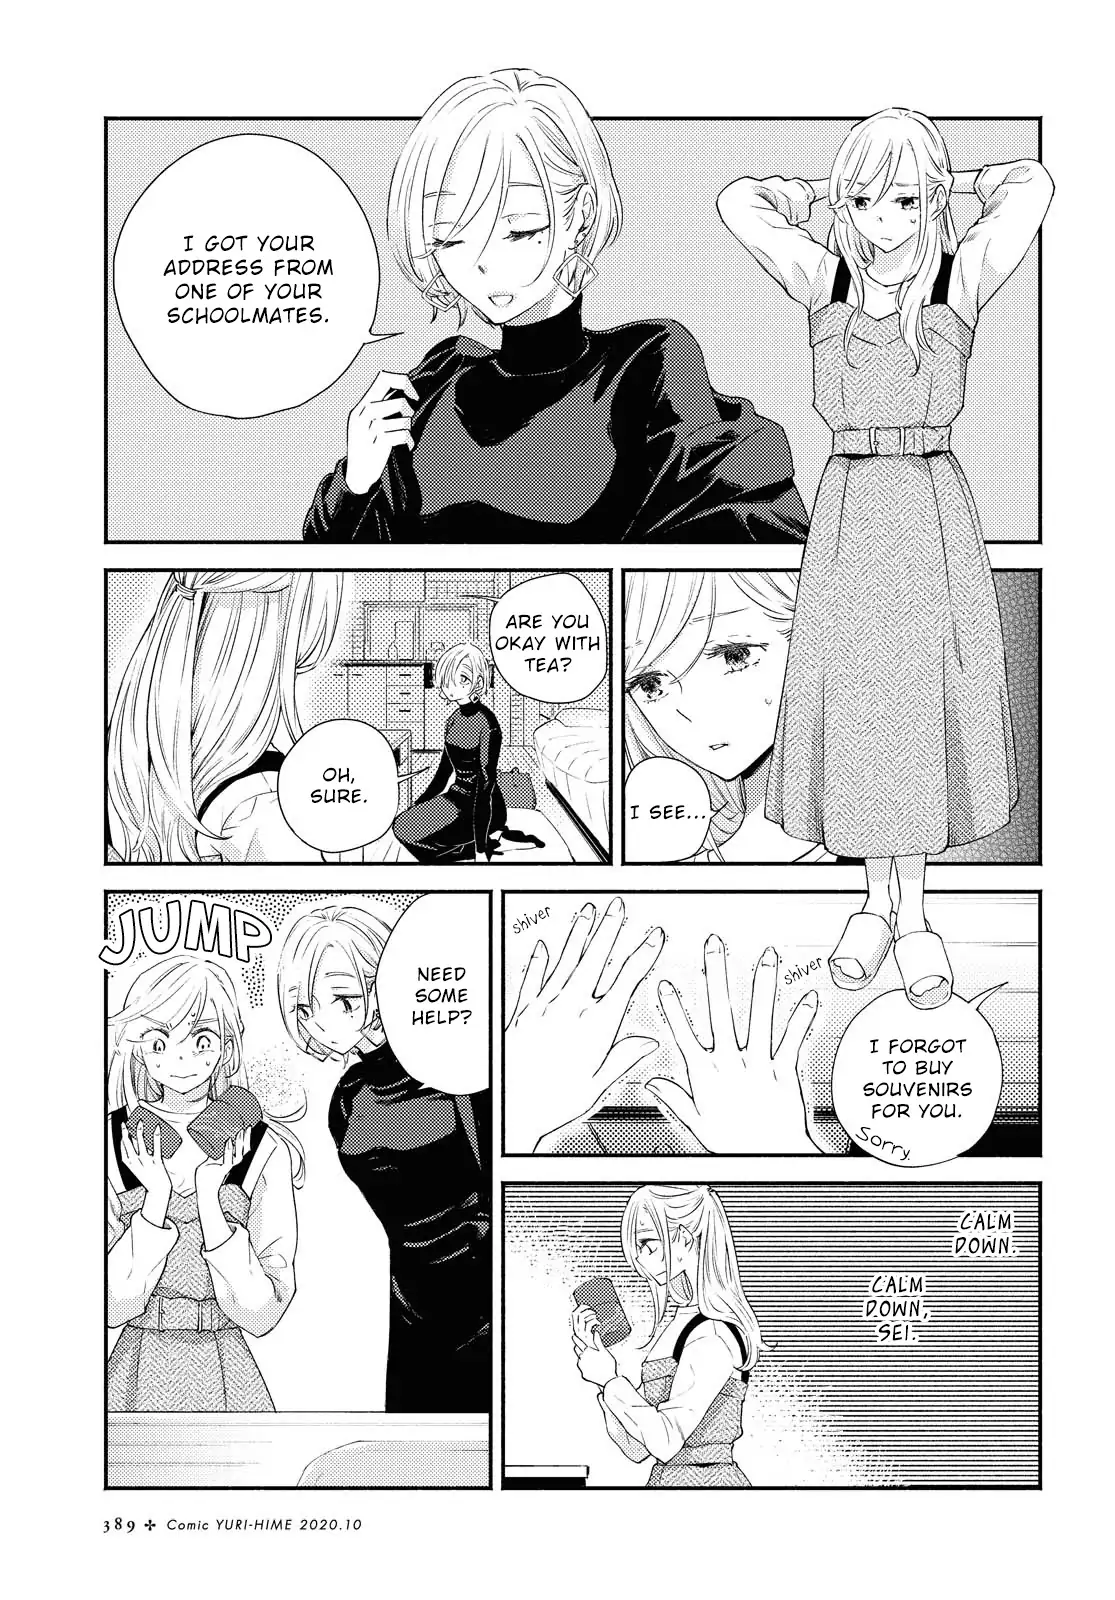 I GOT YOUR
ADDRESS FROM
ONE OF YOUR
SCHOOLMATES.
I SEE...
ARE YOU
OKAY WITH
TEA?
OH,
SURE.
I FORGOT
TO BUY
SOUVENIRS
FOR YOU.
Sorry
shiver
shiver
CALM
DOWN.
CALM
DOWN,
SEI.
NEED
SOME
HELP?
JUMP
389 ✣ Comic YURI-HIME 2020.10